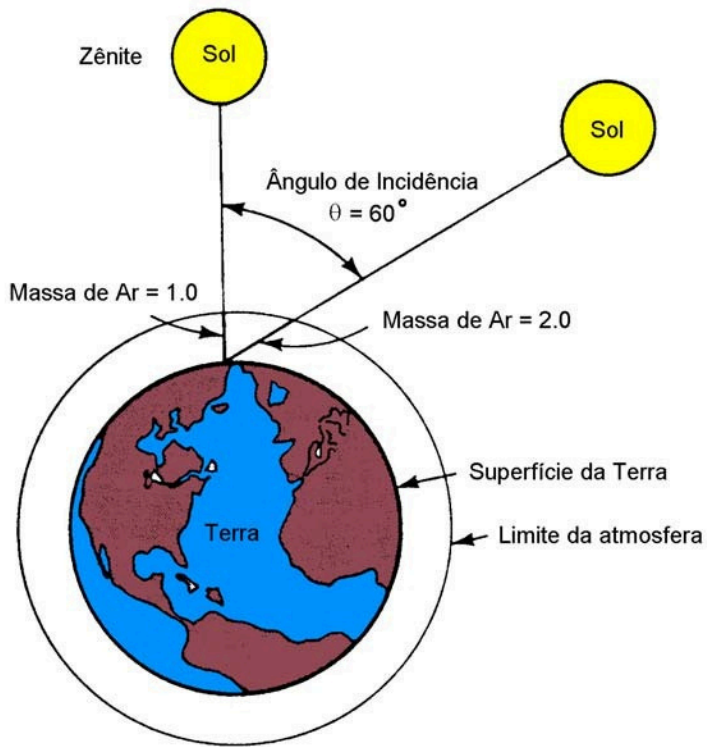 Zênite
Sol
Sol
Ângulo de Incidência
θ = 60°
Massa de Ar = 1.0
Massa de Ar = 2.0
Superfície da Terra
Terra
Limite da atmosfera